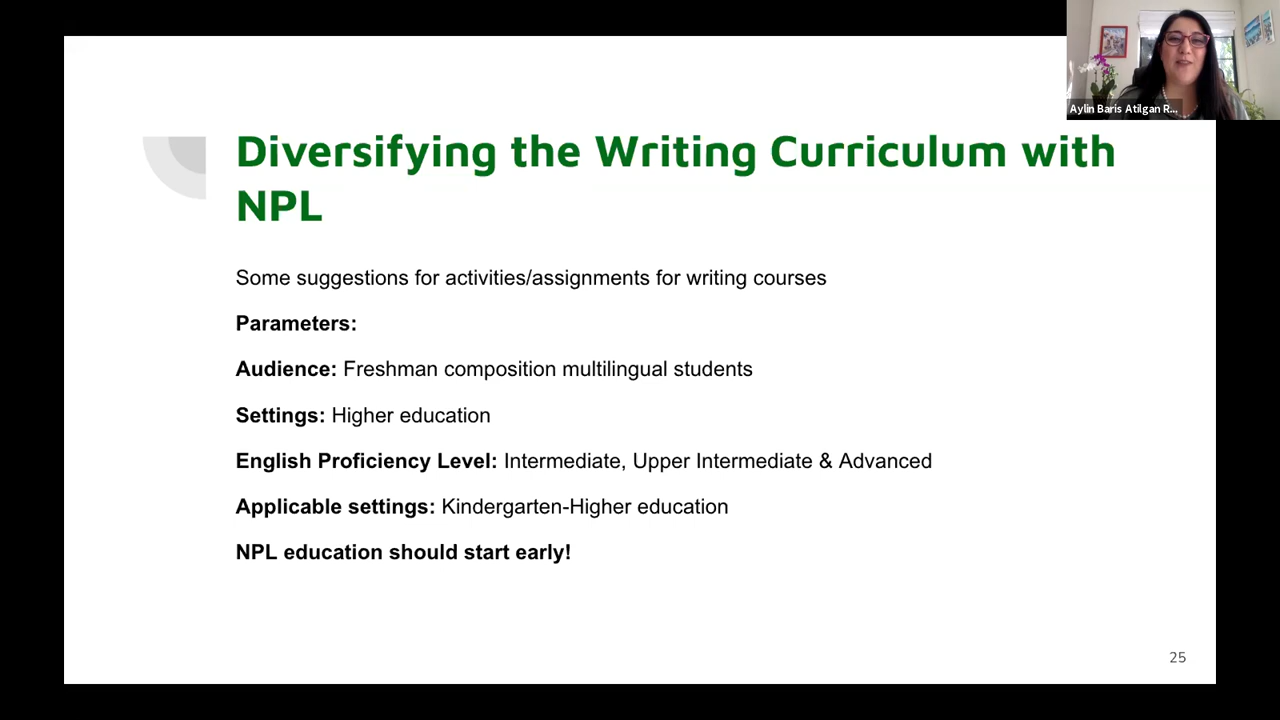 Aylin Baris Atilgan R...
Diversifying the Writing Curriculum with
NPL
Some suggestions for activities/assignments for writing courses
Parameters:
Audience: Freshman composition multilingual students
Settings: Higher education
English Proficiency Level: Intermediate, Upper Intermediate & Advanced
Applicable settings: Kindergarten-Higher education
NPL education should start early!
25